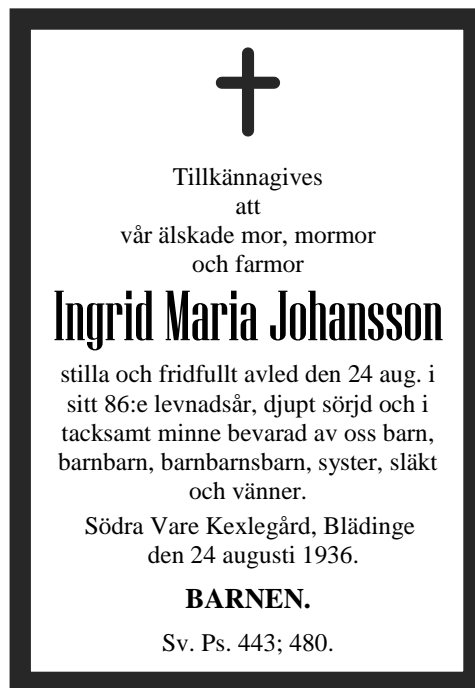 Tillkännagives
att
vår älskade mor, mormor
och farmor
Ingrid Maria Johansson
stilla och fridfullt avled den 24 aug. i
sitt 86:e levnadsår, djupt sörjd och i
tacksamt minne bevarad av oss barn,
barnbarn, barnbarnsbarn, syster, släkt
och vänner.
Södra Vare Kexlegård, Blädinge
den 24 augusti 1936.
BARNEN.
Sv. Ps. 443; 480.